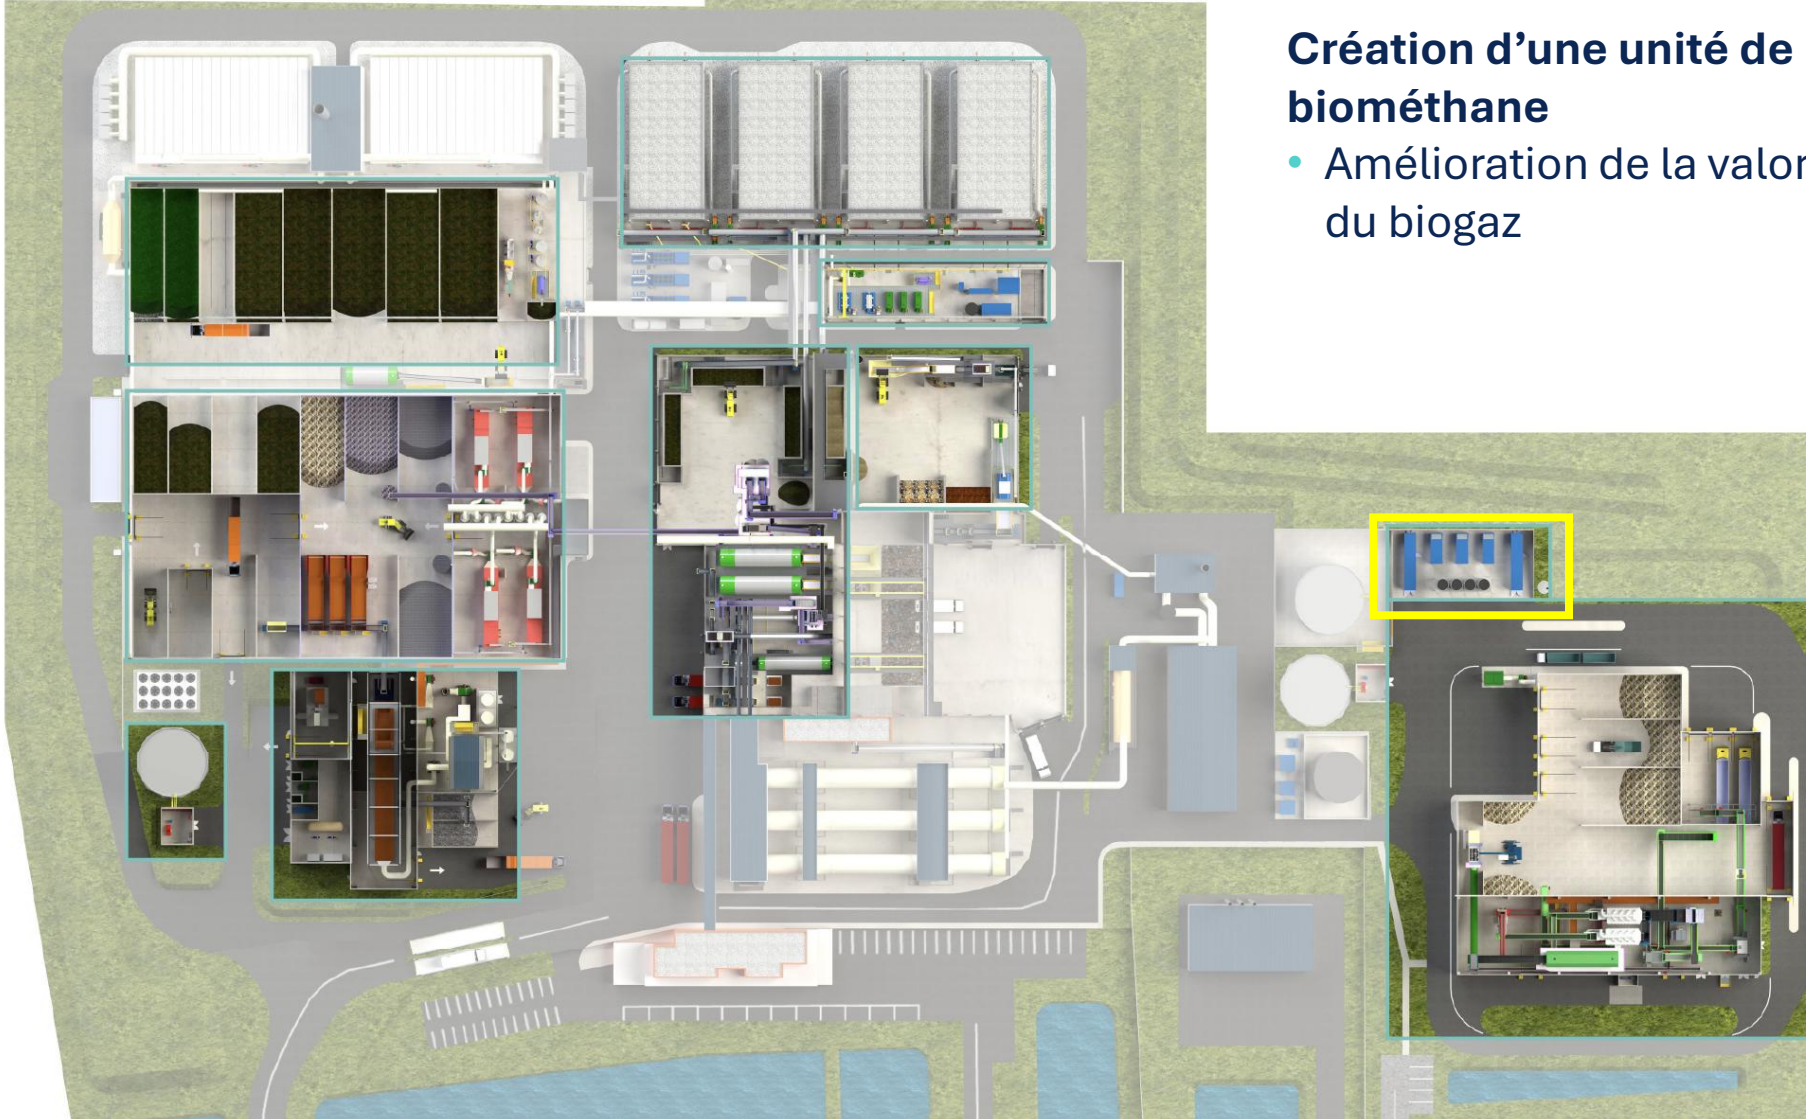 Création d’une unité de
biométhane
• Amélioration de la valor
du biogaz